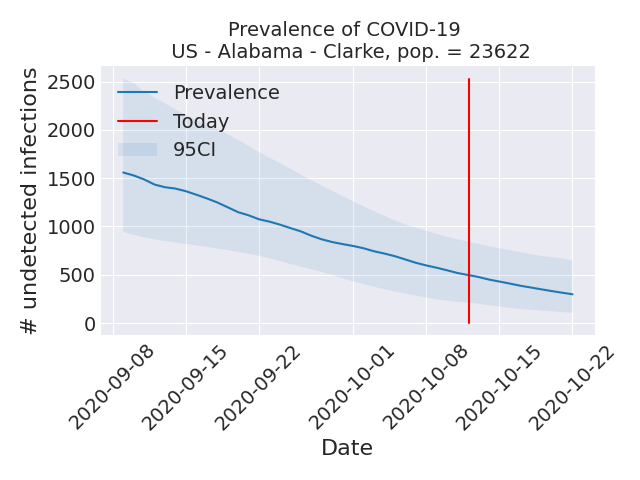 Prevalence of COVID-19
US - Alabama - Clarke, pop. = 23622
# undetected infections
2500
2000
1500
1000
500
0
Prevalence
Today
95CI
2020-09-08
2020-09-15
2020-09-22
2020-10-01
2020-10-08
2020-10-15
2020-10-22
Date